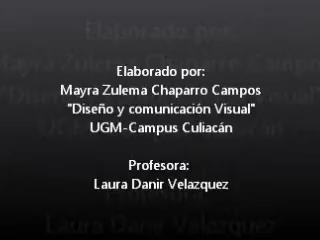 Elaborado por:
Mayra Zulema Chaparro Campos
"Diseño y comunicación Visual"
UGM-Campus Culiacán
Profesora:
Laura Danir Velazquez